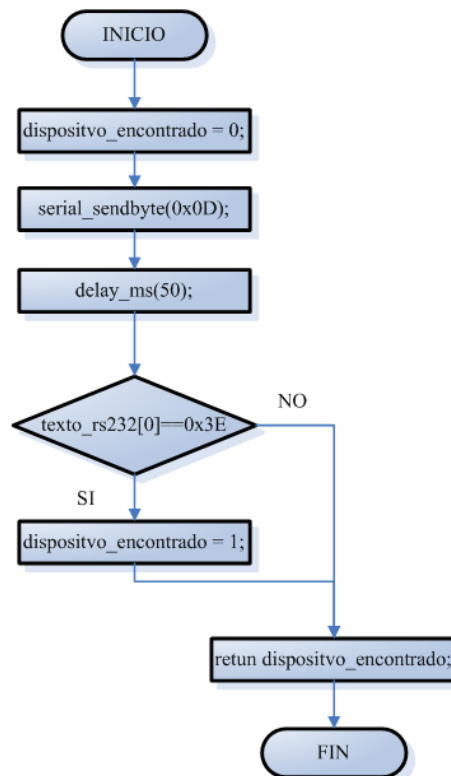 INICIO
dispositvo_encontrado = 0;
serial_sendbyte(0x0D);
delay_ms(50);
texto_rs232[0]==0x3E
NO
SI
dispositvo_encontrado = 1;
retun dispositvo_encontrado;
FIN